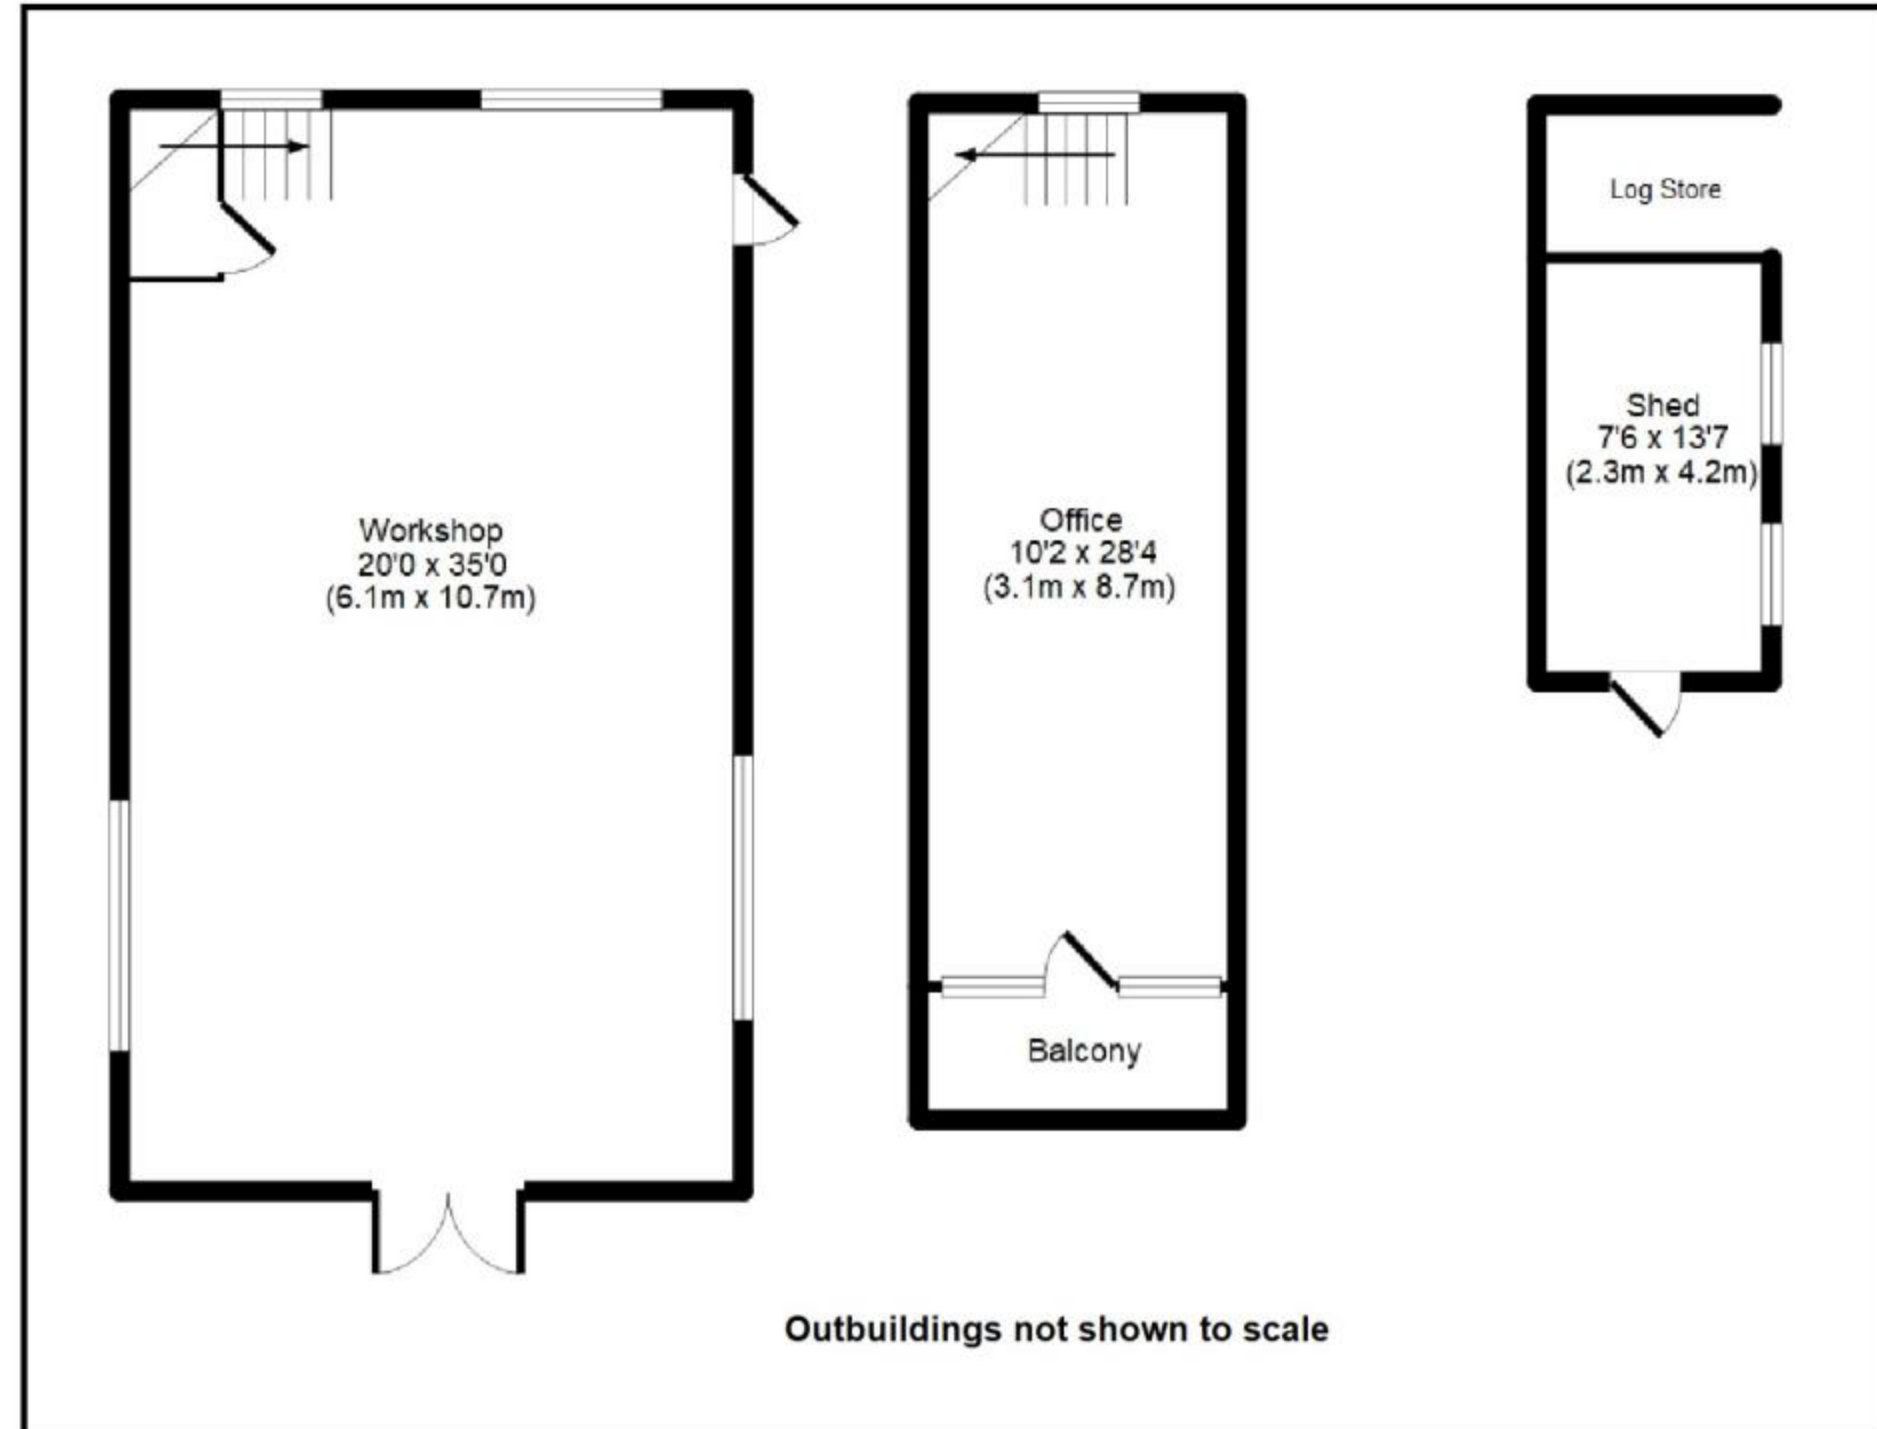 Workshop
20'0 x 35'0
(6.1m x 10.7m)
Office
10'2 x 28'4
(3.1m x 8.7m)
Balcony
Log Store
Shed
7'6 x 13'7
(2.3m x 4.2m)
Outbuildings not shown to scale